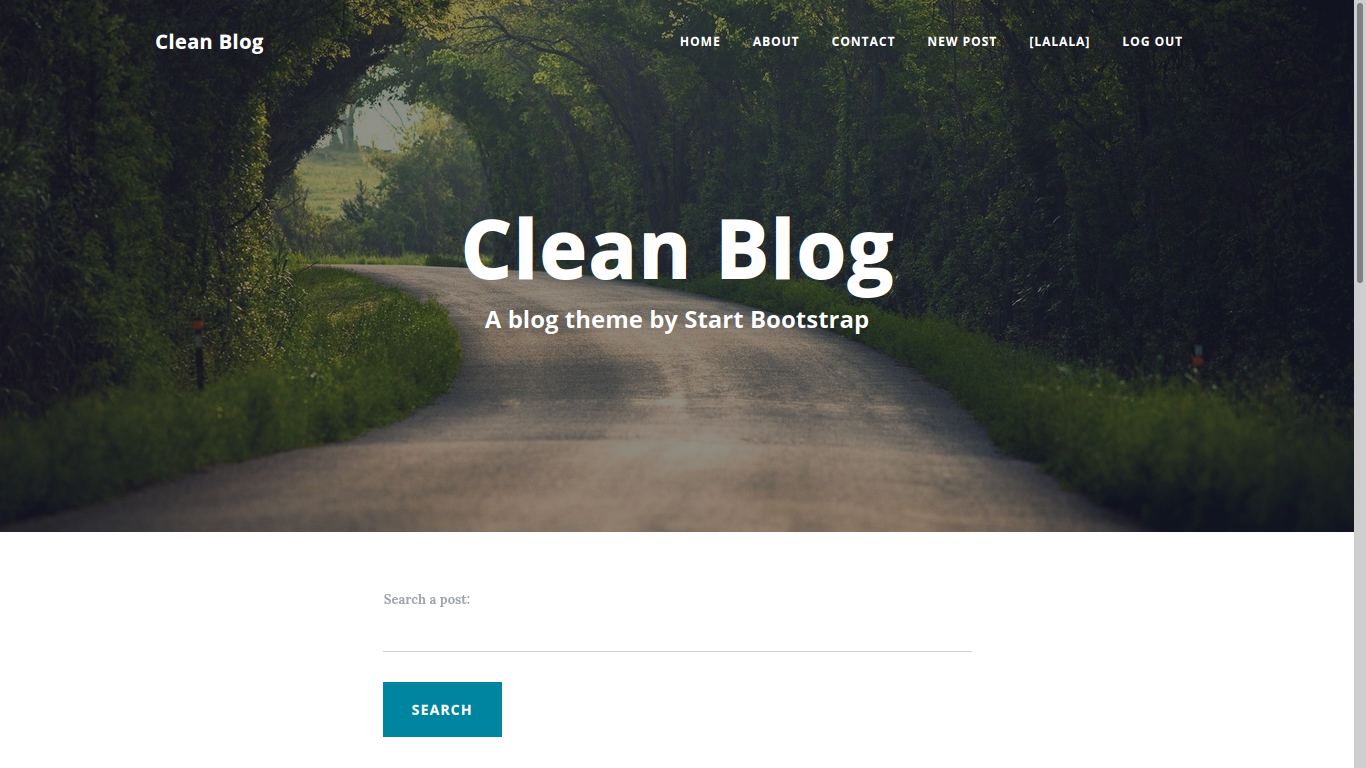 Clean Blog
HOME ABOUT CONTACT NEW POST [LALALA] LOG OUT
Clean Blog
A blog theme by Start Bootstrap
Search a post:
SEARCH